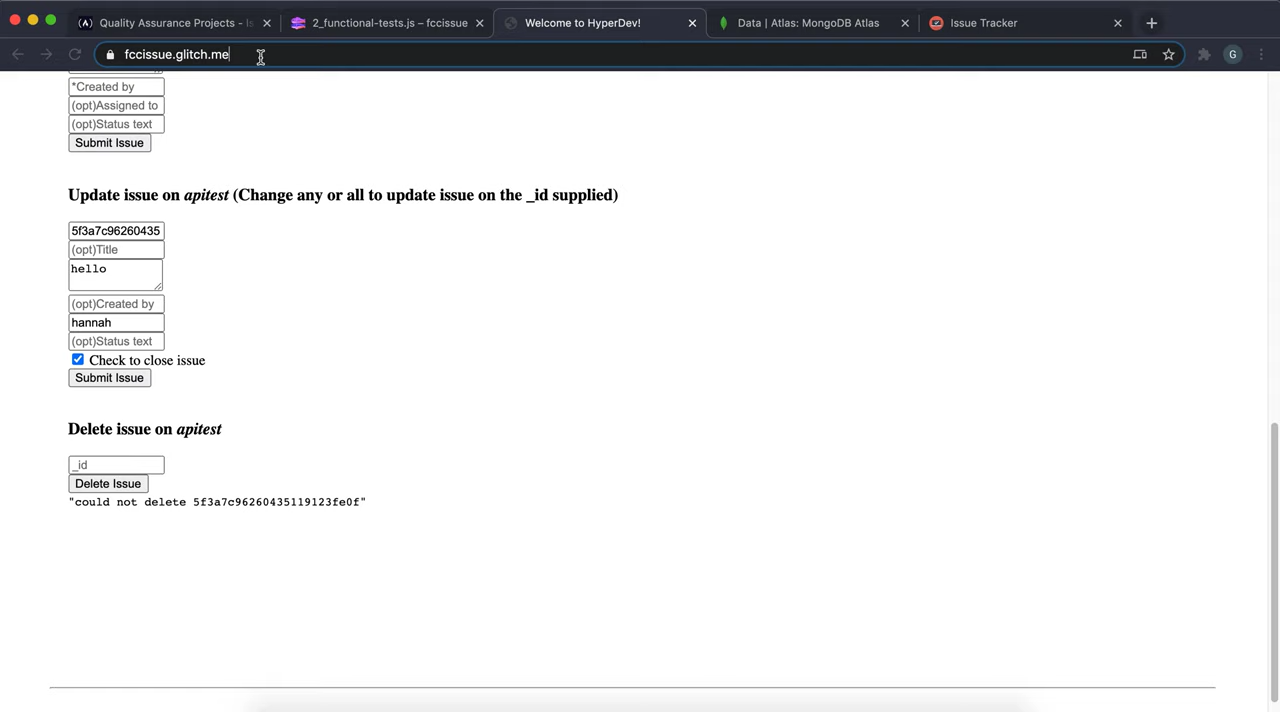 Quality Assurance Projects - Is
2_functional-tests.js – fccissue
Welcome to HyperDev!
Data | Atlas: MongoDB Atlas
Issue Tracker
fccissue.glitch.me
G
*Created by
(opt)Assigned to
(opt)Status text
Submit Issue
Update issue on apitest (Change any or all to update issue on the _id supplied)
5f3a7c96260435
(opt)Title
hello
(opt)Created by
hannah
(opt)Status text
Check to close issue
Submit Issue
Delete issue on apitest
_id
Delete Issue
"could not delete 5f3a7c96260435119123fe0f"